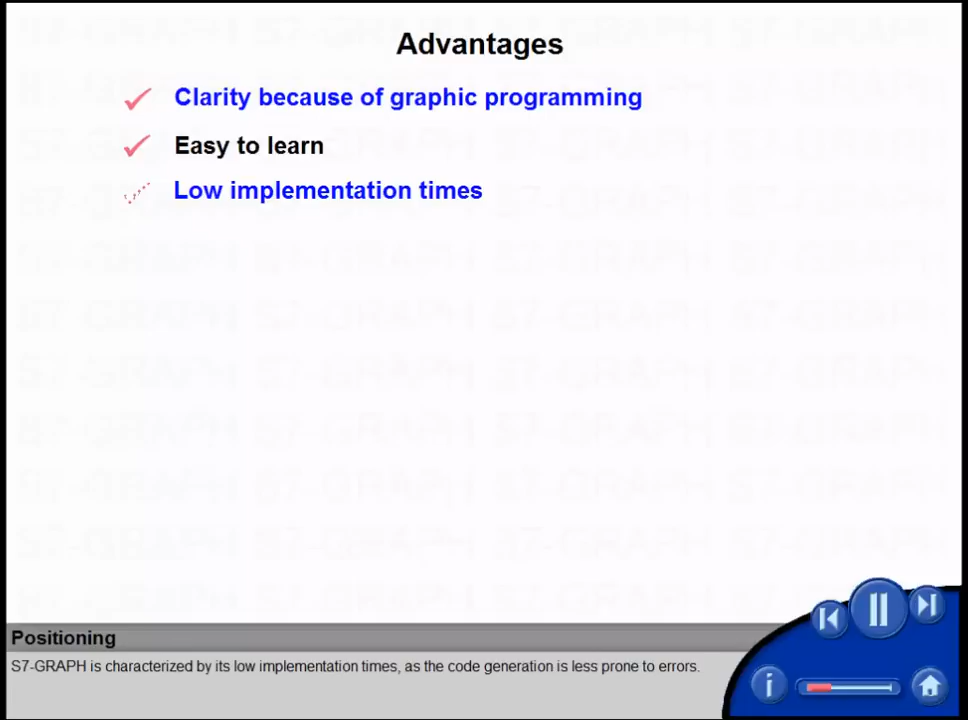 Advantages
Clarity because of graphic programming
Easy to learn
Low implementation times
Positioning
S7-GRAPH is characterized by its low implementation times, as the code generation is less prone to errors.